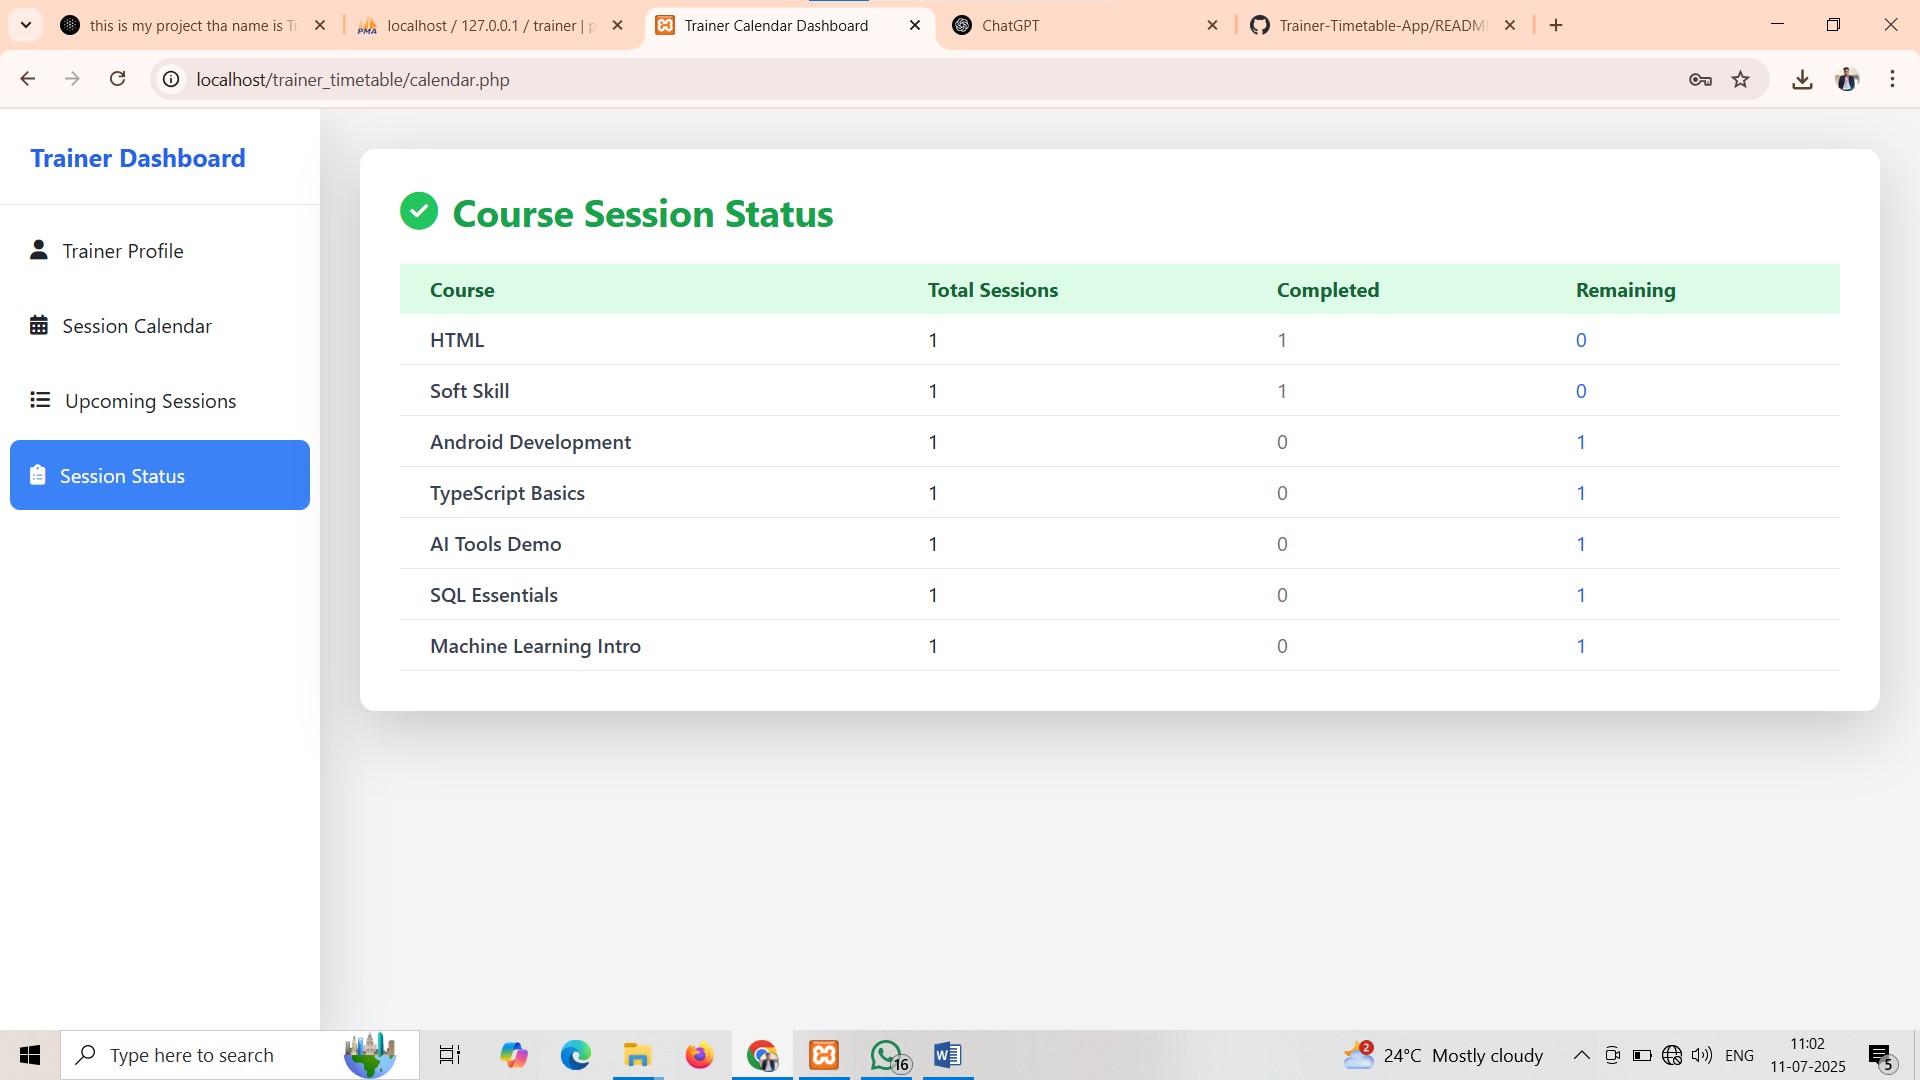 this is my project tha name is Tr
PMA
localhost / 127.0.0.1 / trainer | p
Trainer Calendar Dashboard
ChatGPT
Trainer-Timetable-App/READM
localhost/trainer_timetable/calendar.php
Trainer Dashboard
Trainer Profile
Session Calendar
Upcoming Sessions
Session Status
Course Session Status
Course Total Sessions Completed Remaining
HTML 1 1 0
Soft Skill 1 1 0
Android Development 1 0 1
TypeScript Basics 1 0 1
AI Tools Demo 1 0 1
SQL Essentials 1 0 1
Machine Learning Intro 1 0 1
Type here to search
16
2
24°C Mostly cloudy
ENG
11:02
11-07-2025
5